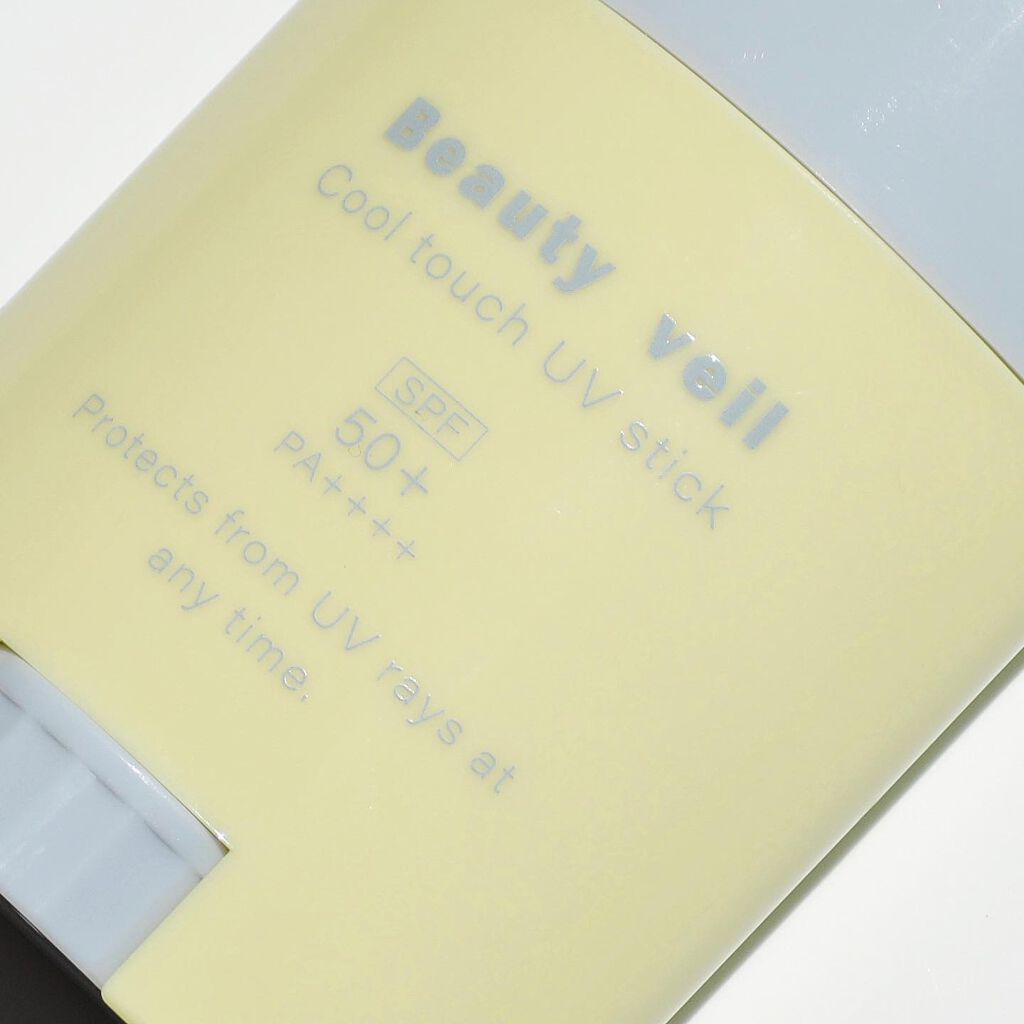 Beauty veil
Cool touch UV stick
SPF
50+
PA++++
Protects from UV rays at
any time.